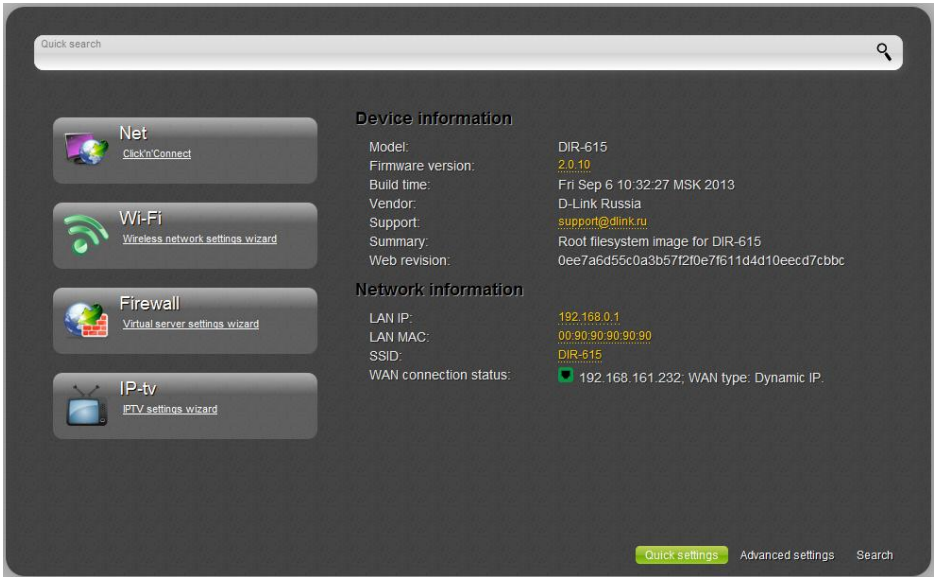 Quick search
Net
Click'n'Connect
Wi-Fi
Wireless network settings wizard
Firewall
Virtual server settings wizard
IP-tv
IPTV settings wizard
Device information
Model: DIR-615
Firmware version: 2.0.10
Build time: Fri Sep 6 10:32:27 MSK 2013
Vendor: D-Link Russia
Support: support@dlink.ru
Summary: Root filesystem image for DIR-615
Web revision: 0ee7a6d55c0a3b57f2f0e7f611d4d10eecd7cbbc
Network information
LAN IP: 192.168.0.1
LAN MAC: 00:90:90:90:90:90
SSID: DIR-615
WAN connection status: 192.168.161.232; WAN type: Dynamic IP.
Quick settings Advanced settings Search